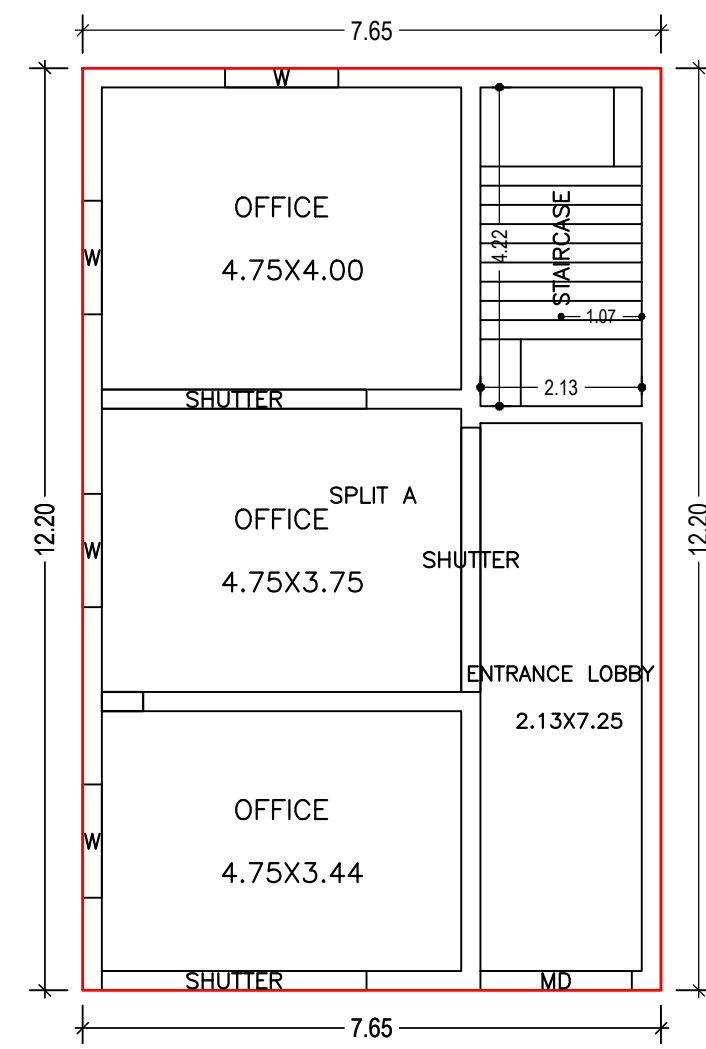 7.65
W
OFFICE
4.75X4.00
W
STAIRCASE
4.22
1.07
2.13
SHUTTER
12.20
12.20
SPLIT A
OFFICE
W
SHUTTER
4.75X3.75
ENTRANCE LOBBY
2.13X7.25
OFFICE
W
4.75X3.44
SHUTTER
MD
7.65